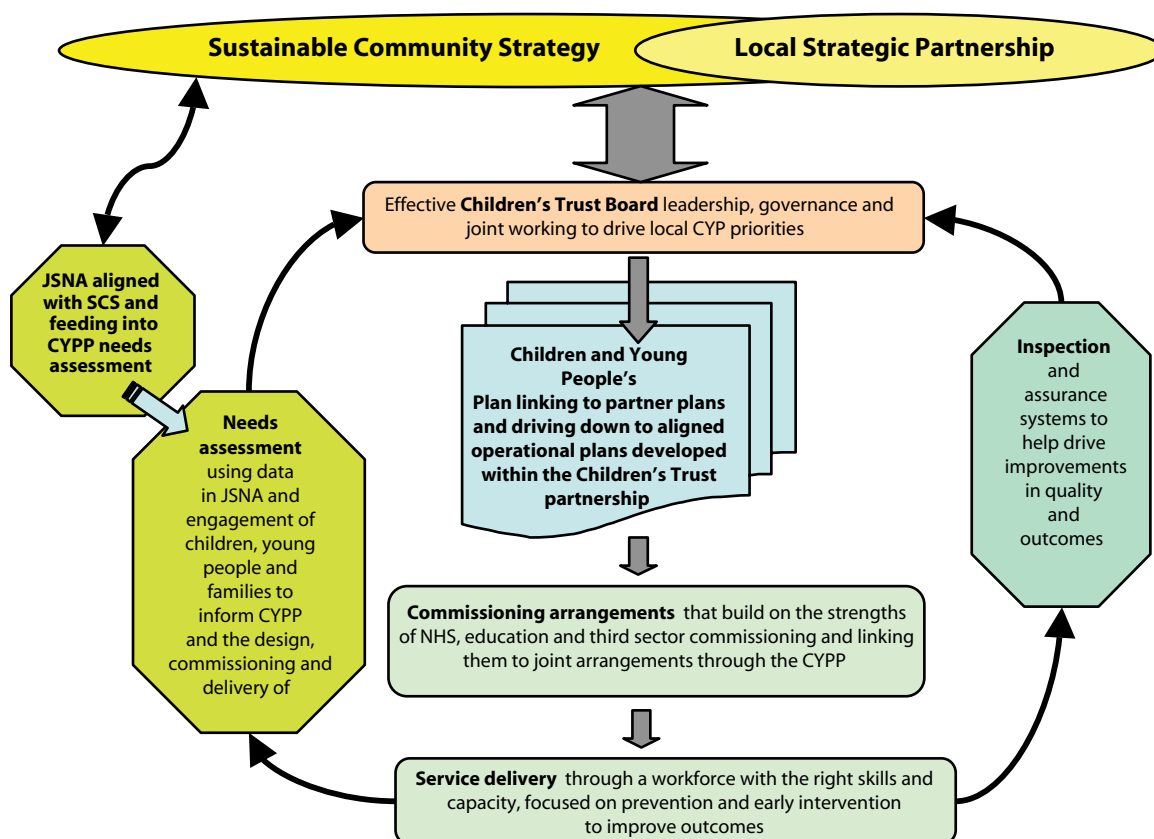 Sustainable Community Strategy
Local Strategic Partnership
Effective Children’s Trust Board leadership, governance and
joint working to drive local CYP priorities
JSNA aligned
with SCS and
feeding into
CYPP needs
assessment
Needs
assessment
using data
in JSNA and
engagement of
children, young
people and
families to
inform CYPP
and the design,
commissioning and
delivery of
Children and Young
People’s
Plan linking to partner plans
and driving down to aligned
operational plans developed
within the Children’s Trust
partnership
Inspection
and
assurance
systems to
help drive
improvements
in quality
and
outcomes
Commissioning arrangements that build on the strengths
of NHS, education and third sector commissioning and linking
them to joint arrangements through the CYPP
Service delivery through a workforce with the right skills and
capacity, focused on prevention and early intervention
to improve outcomes